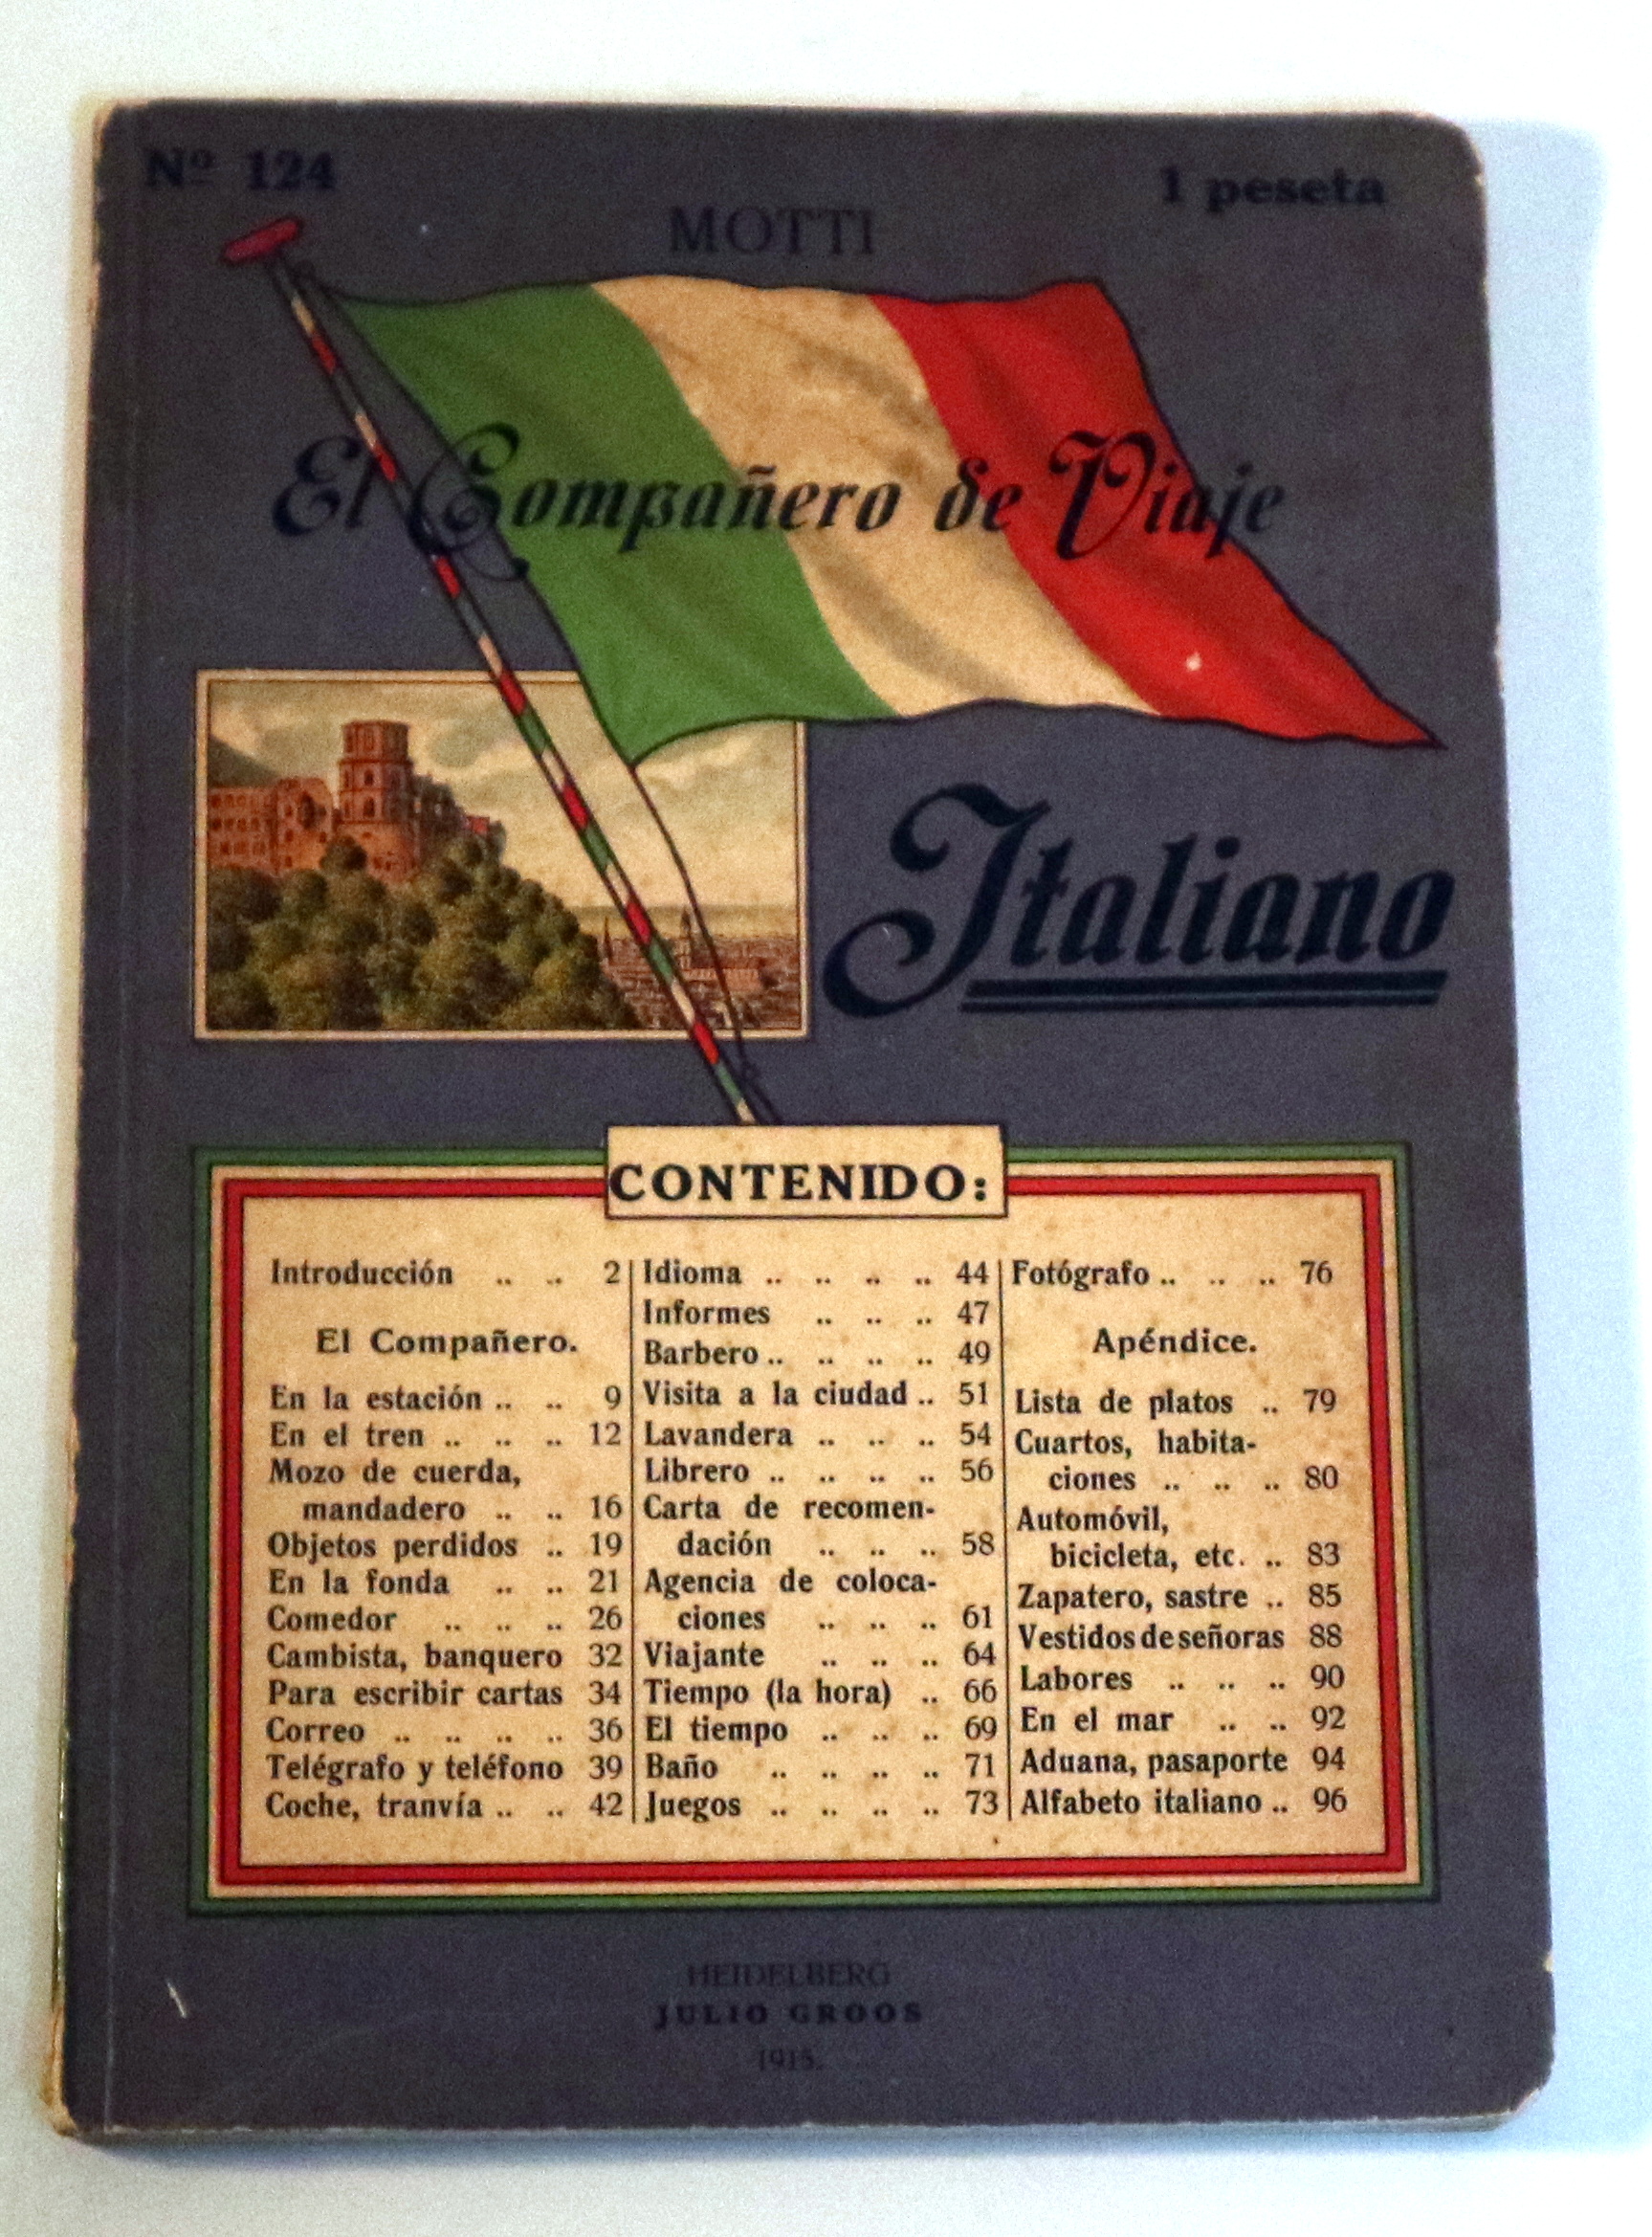 Nº 124
1 peseta
MOTTI
El Compañero de Viaje
Italiano
CONTENIDO:
Introducción .. .. 2
El Compañero.
En la estación .. .. 9
En el tren .. .. .. 12
Mozo de cuerda,
mandadero .. .. 16
Objetos perdidos .. 19
En la fonda .. .. 21
Comedor .. .. .. 26
Cambista, banquero 32
Para escribir cartas 34
Correo .. .. .. .. 36
Telégrafo y teléfono 39
Coche, tranvía .. .. 42
Idioma .. .. .. .. 44
Informes .. .. .. 47
Barbero .. .. .. .. 49
Visita a la ciudad .. 51
Lavandera .. .. .. 54
Librero .. .. .. .. 56
Carta de recomen-
dación .. .. .. 58
Agencia de coloca-
ciones .. .. .. 61
Viajante .. .. .. 64
Tiempo (la hora) .. 66
El tiempo .. .. .. 69
Baño .. .. .. .. 71
Juegos .. .. .. .. 73
Fotógrafo .. .. .. 76
Apéndice.
Lista de platos .. 79
Cuartos, habita-
ciones .. .. .. 80
Automóvil,
bicicleta, etc. .. 83
Zapatero, sastre .. 85
Vestidos de señoras 88
Labores .. .. .. 90
En el mar .. .. 92
Aduana, pasaporte 94
Alfabeto italiano .. 96
HEIDELBERG
JULIO GROOS
1915.